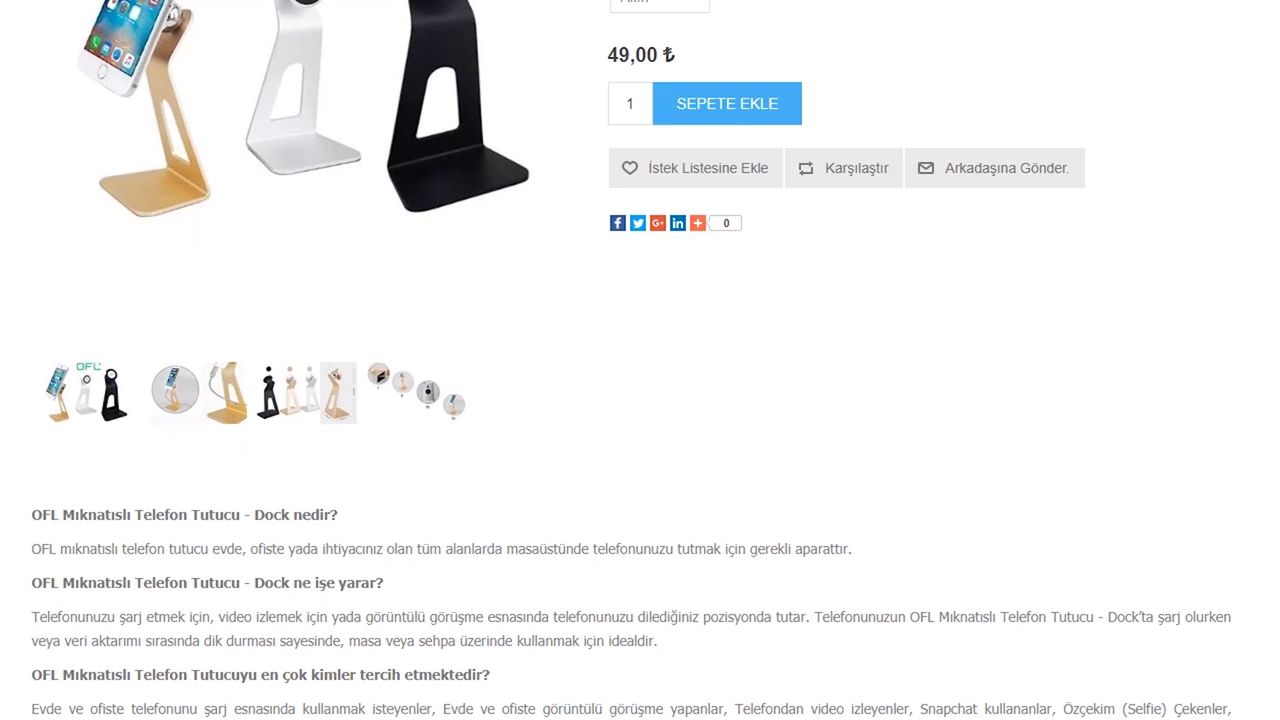 49,00 ₺
1
SEPETE EKLE
İstek Listesine Ekle
Karşılaştır
Arkadaşına Gönder.
0
OFL
OFL Mıknatıslı Telefon Tutucu - Dock nedir?
OFL mıknatıslı telefon tutucu evde, ofiste yada ihtiyacınız olan tüm alanlarda masaüstünde telefonunuzu tutmak için gerekli aparattır.
OFL Mıknatıslı Telefon Tutucu - Dock ne işe yarar?
Telefonunuzu şarj etmek için, video izlemek için yada görüntülü görüşme esnasında telefonunuzu dilediğiniz pozisyonda tutar. Telefonunuzun OFL Mıknatıslı Telefon Tutucu - Dock’ta şarj olurken
veya veri aktarımı sırasında dik durması sayesinde, masa veya sehpa üzerinde kullanmak için idealdir.
OFL Mıknatıslı Telefon Tutucuyu en çok kimler tercih etmektedir?
Evde ve ofiste telefonunu şarj esnasında kullanmak isteyenler, Evde ve ofiste görüntülü görüşme yapanlar, Telefondan video izleyenler, Snapchat kullananlar, Özçekim (Selfie) Çekenler,